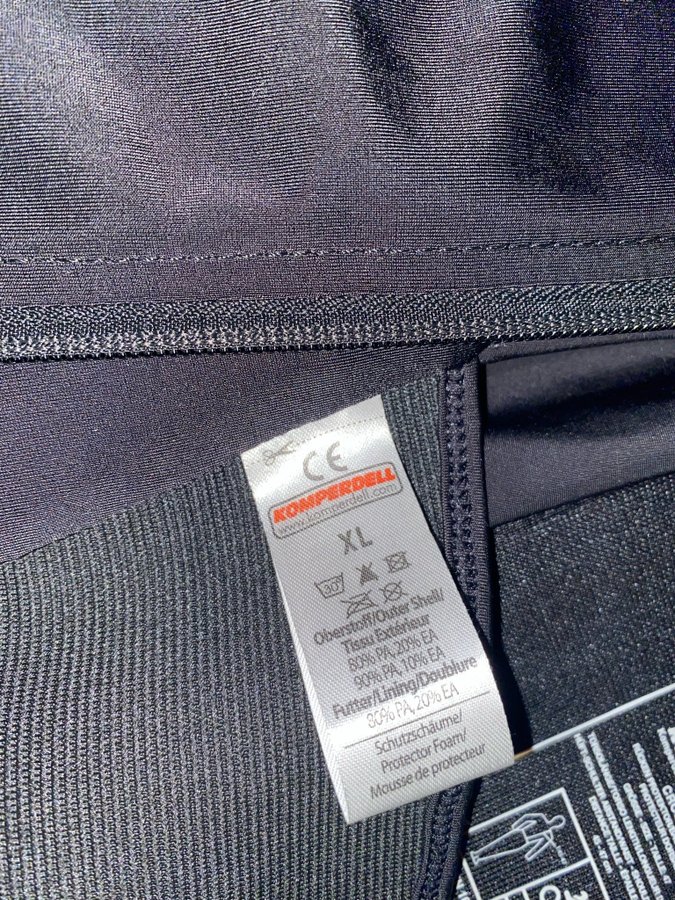 CE
KOMPERDELL
www.komperdell.com
XL
30°
Oberstoff/Outer Shell/
Tissu Extérieur
80% PA,20% EA
90% PA, 10% EA
Futter/Lining/Doublure
80% PA, 20% EA
Schutzschäume/
Protector Foam/
Mousse de protecteur